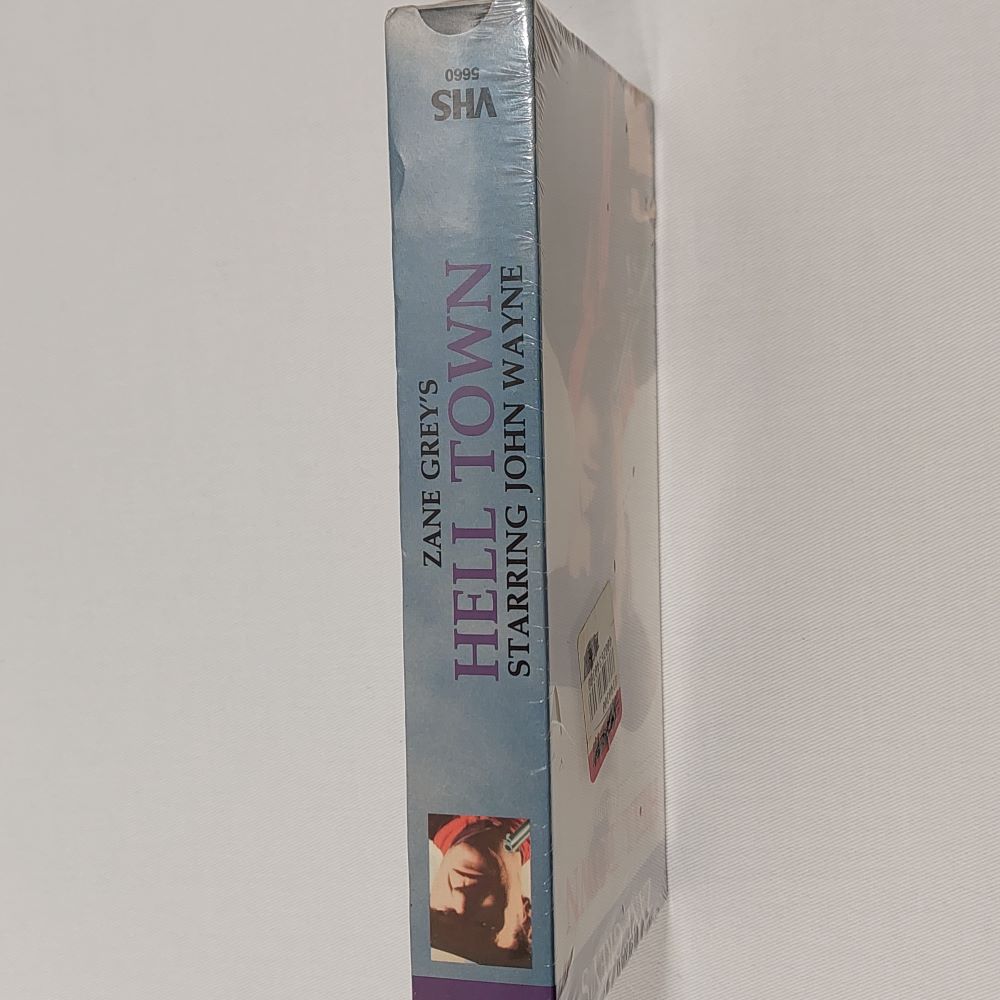 VHS
5660
ZANE GREY'S
HELL TOWN
STARRING JOHN WAYNE